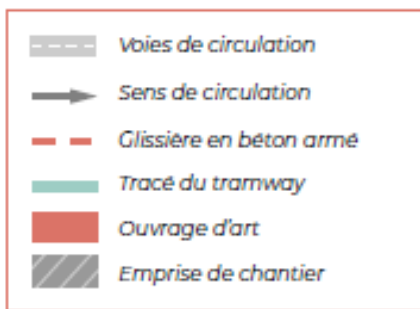 Voies de circulation
Sens de circulation
Glissière en béton armé
Tracé du tramway
Ouvrage d'art
Emprise de chantier